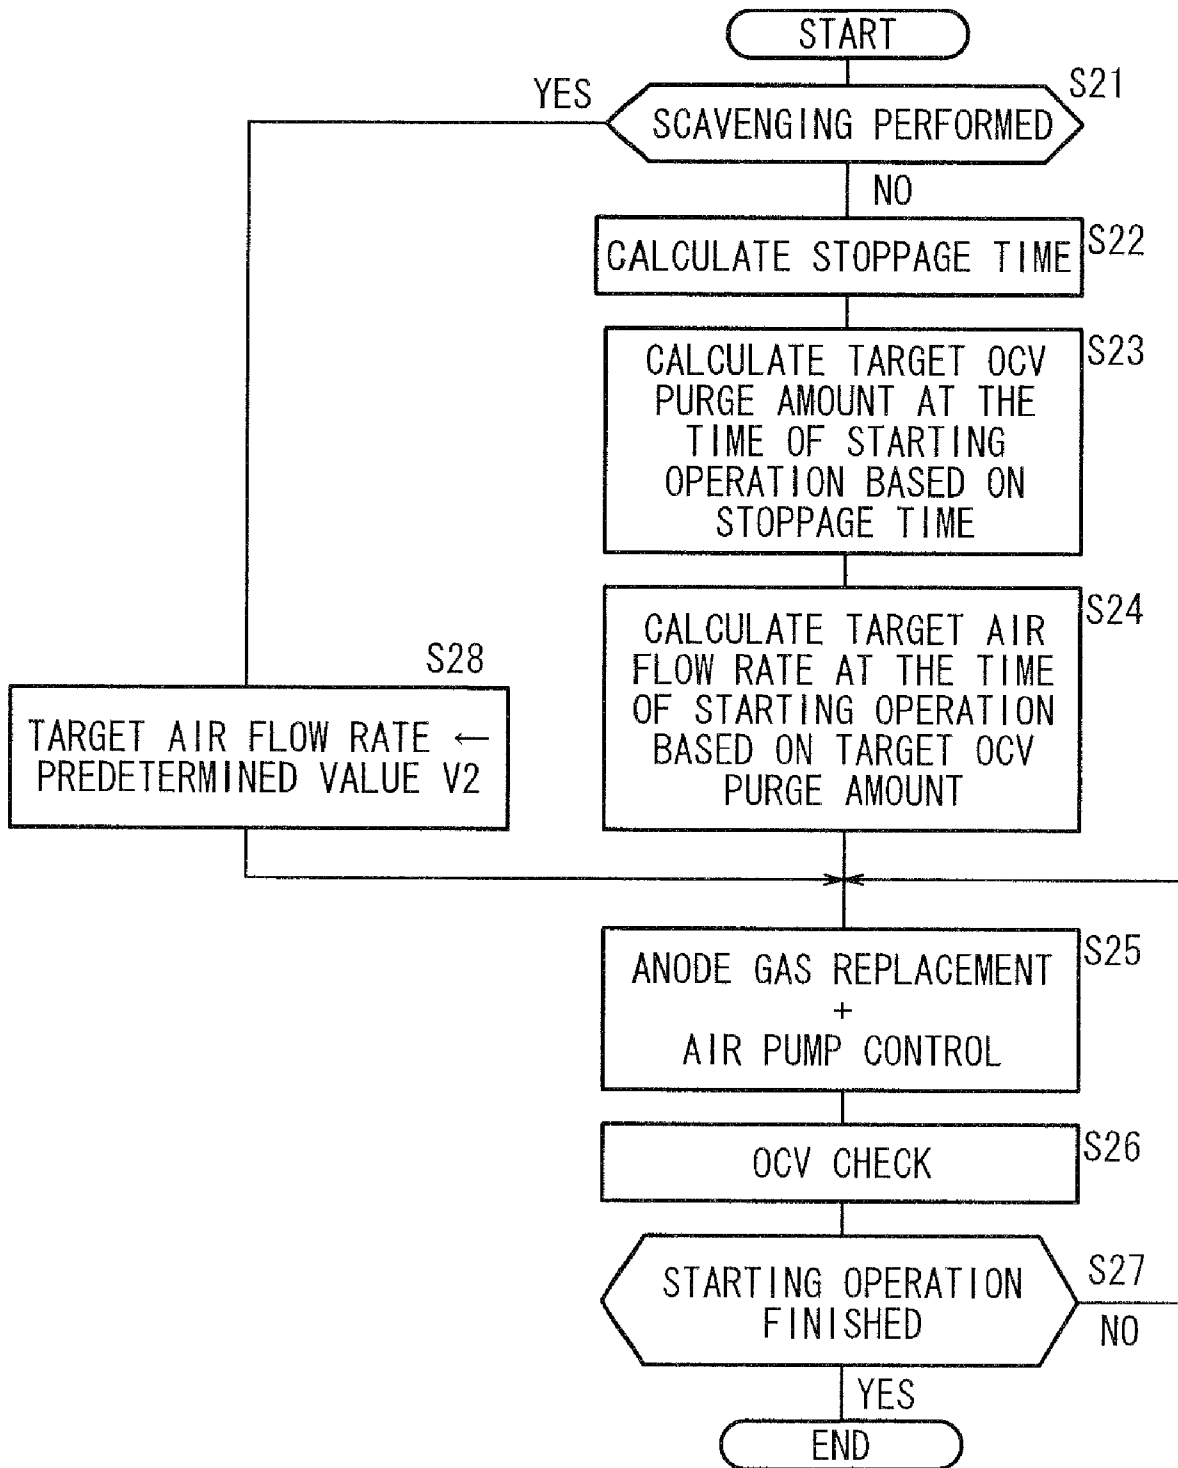 START
S21
YES
SCAVENGING PERFORMED
NO
S22
CALCULATE STOPPAGE TIME
S23
CALCULATE TARGET OCV
PURGE AMOUNT AT THE
TIME OF STARTING
OPERATION BASED ON
STOPPAGE TIME
S24
CALCULATE TARGET AIR
FLOW RATE AT THE TIME
OF STARTING OPERATION
BASED ON TARGET OCV
PURGE AMOUNT
S28
TARGET AIR FLOW RATE ←
PREDETERMINED VALUE V2
S25
ANODE GAS REPLACEMENT
+
AIR PUMP CONTROL
S26
OCV CHECK
S27
STARTING OPERATION
FINISHED
NO
YES
END